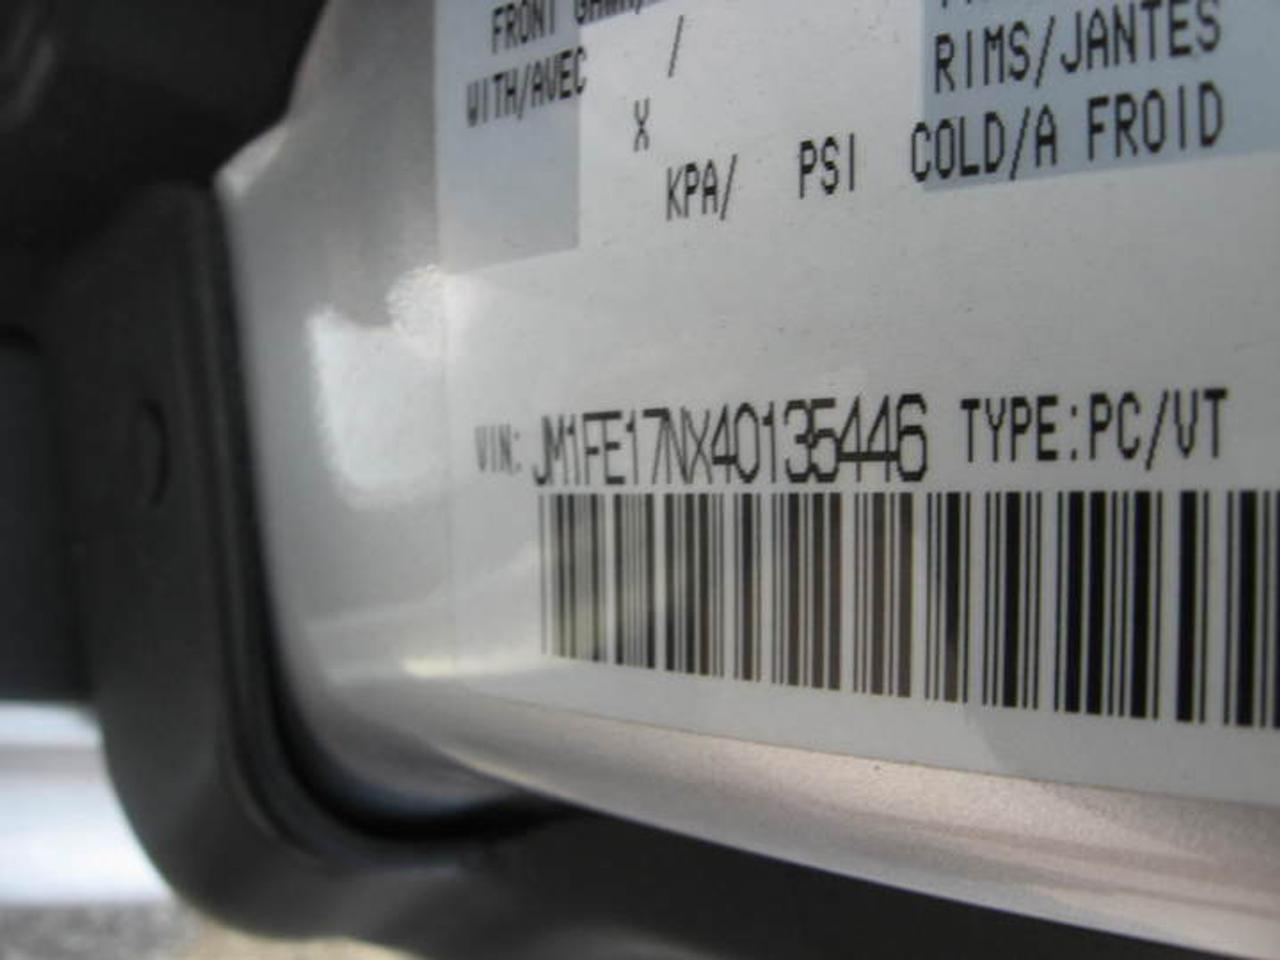 FRONT
RIMS/JANTES
WITH/AVEC / 
X
KPA/ PSI COLD/A FROID
VIN: JM1FE17NX40135446 TYPE:PC/VT